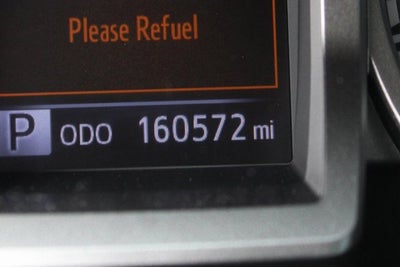 Please Refuel
P ODO 160572 mi